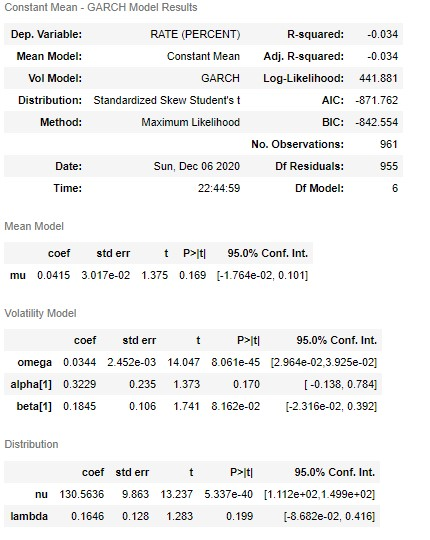 Constant Mean - GARCH Model Results
Dep. Variable: RATE (PERCENT) R-squared: -0.034
Mean Model: Constant Mean Adj. R-squared: -0.034
Vol Model: GARCH Log-Likelihood: 441.881
Distribution: Standardized Skew Student's t AIC: -871.762
Method: Maximum Likelihood BIC: -842.554
No. Observations: 961
Date: Sun, Dec 06 2020 Df Residuals: 955
Time: 22:44:59 Df Model: 6
Mean Model
coef std err t P>|t| 95.0% Conf. Int.
mu 0.0415 3.017e-02 1.375 0.169 [-1.764e-02, 0.101]
Volatility Model
coef std err t P>|t| 95.0% Conf. Int.
omega 0.0344 2.452e-03 14.047 8.061e-45 [2.964e-02,3.925e-02]
alpha[1] 0.3229 0.235 1.373 0.170 [ -0.138, 0.784]
beta[1] 0.1845 0.106 1.741 8.162e-02 [-2.316e-02, 0.392]
Distribution
coef std err t P>|t| 95.0% Conf. Int.
nu 130.5636 9.863 13.237 5.337e-40 [1.112e+02,1.499e+02]
lambda 0.1646 0.128 1.283 0.199 [-8.682e-02, 0.416]